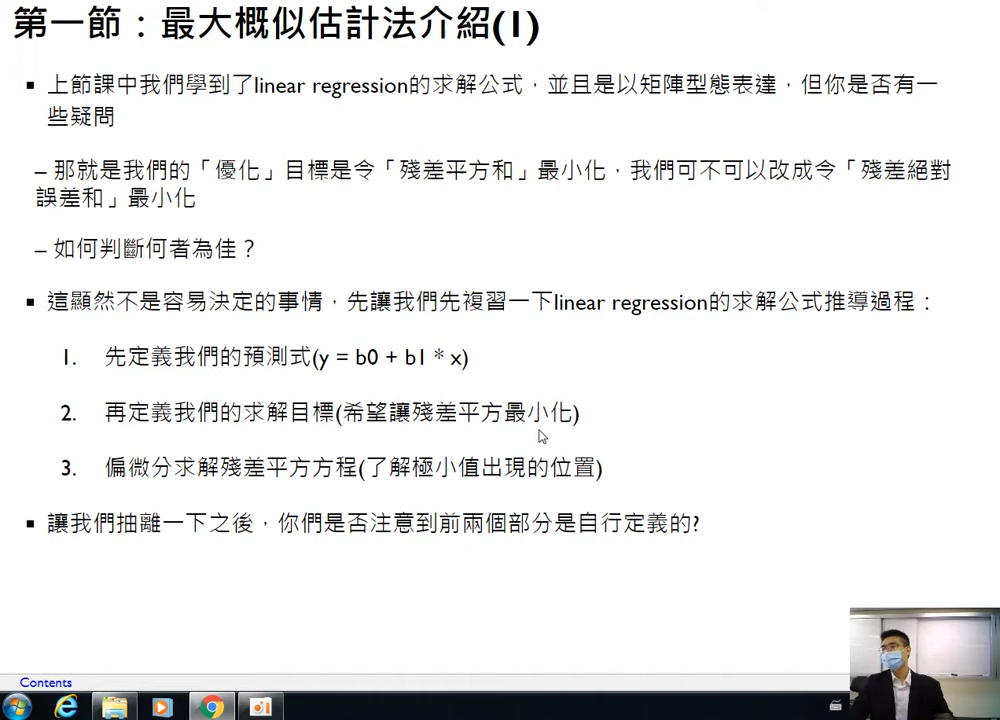 第一節：最大概似估計法介紹(1)
▪ 上節課中我們學到了linear regression的求解公式，並且是以矩陣型態表達，但你是否有一
些疑問
– 那就是我們的「優化」目標是令「殘差平方和」最小化，我們可不可以改成令「殘差絕對
誤差和」最小化
– 如何判斷何者為佳？
▪ 這顯然不是容易決定的事情，先讓我們先複習一下linear regression的求解公式推導過程：
1. 先定義我們的預測式(y = b0 + b1 * x)
2. 再定義我們的求解目標(希望讓殘差平方最小化)
3. 偏微分求解殘差平方方程(了解極小值出現的位置)
▪ 讓我們抽離一下之後，你們是否注意到前兩個部分是自行定義的?
Contents